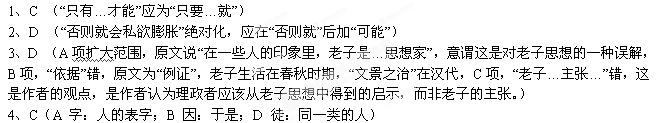 1、C （“只有…才能”应为“只要…就”）
2、D （“否则就会私欲膨胀”绝对化，应在“否则就”后加“可能”）
3、D （A 项扩大范围，原文说“在一些人的印象里，老子是…思想家”，意谓这是对老子思想的一种误解，
B 项，“依据”错，原文为“例证”，老子生活在春秋时期，“文景之治”在汉代，C 项，“老子…主张…”错，这
是作者的观点，是作者认为理政者应该从老子思想中得到的启示，而非老子的主张。）
4、C（A 字：人的表字；B 因：于是；D 徒：同一类的人）